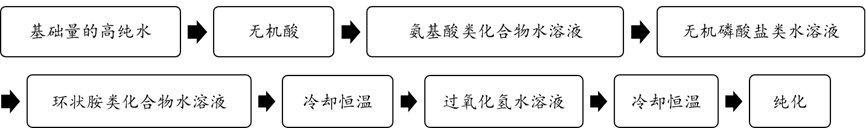 基础量的高纯水
无机酸
氨基酸类化合物水溶液
无机磷酸盐类水溶液
环状胺类化合物水溶液
冷却恒温
过氧化氢水溶液
冷却恒温
纯化